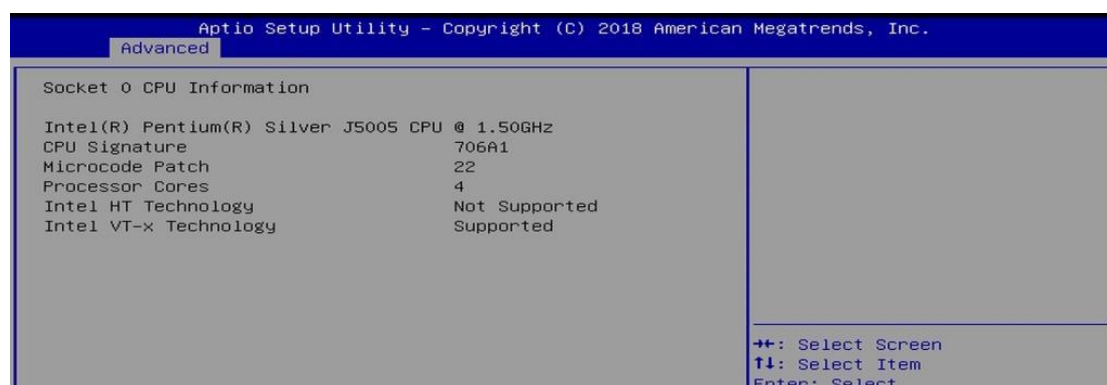 Aptio Setup Utility – Copyright (C) 2018 American Megatrends, Inc.
Advanced
Socket 0 CPU Information
Intel(R) Pentium(R) Silver J5005 CPU @ 1.50GHz
CPU Signature 706A1
Microcode Patch 22
Processor Cores 4
Intel HT Technology Not Supported
Intel VT-x Technology Supported
→←: Select Screen
↑↓: Select Item
Enter: Select